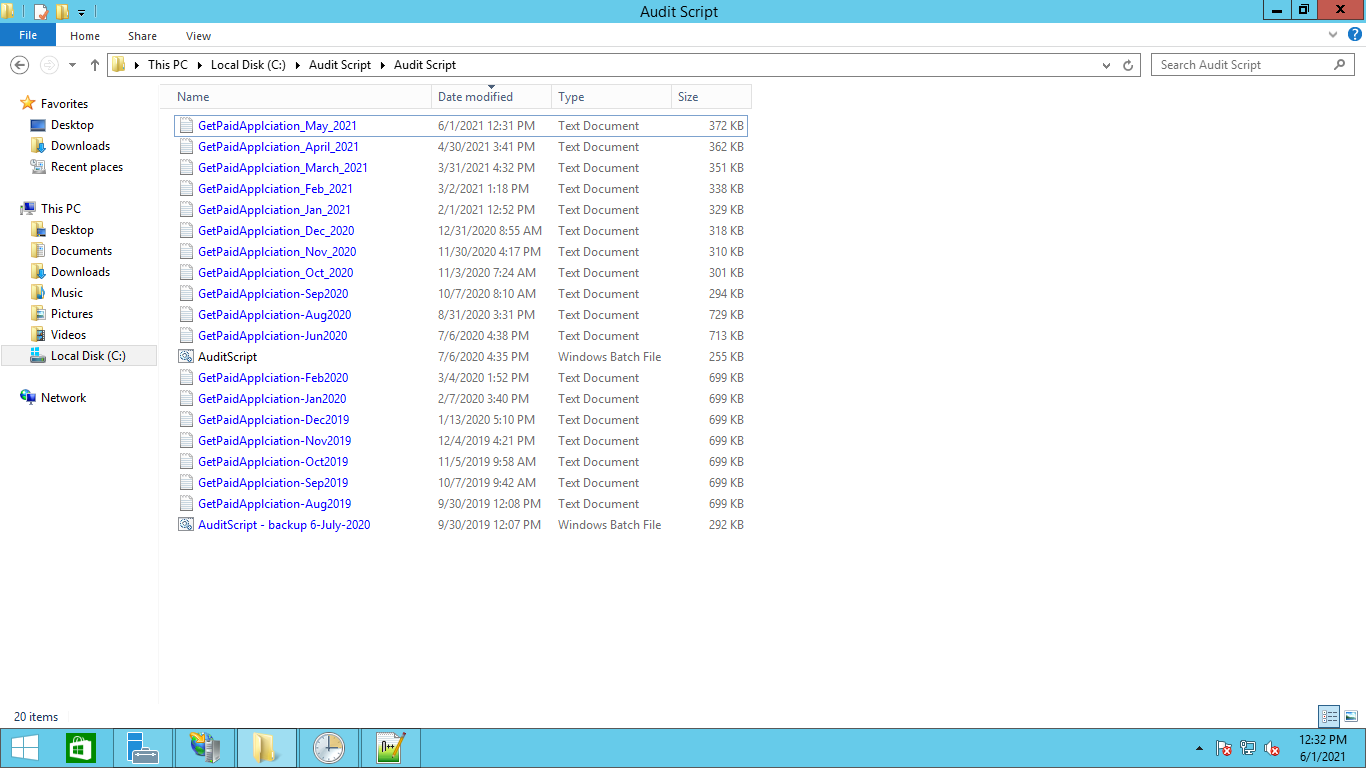 Audit Script
File Home Share View
This PC Local Disk (C:) Audit Script Audit Script Search Audit Script
Name Date modified Type Size
Favorites
Desktop
Downloads
Recent places
This PC
Desktop
Documents
Downloads
Music
Pictures
Videos
Local Disk (C:)
Network
GetPaidApplciation_May_2021 6/1/2021 12:31 PM Text Document 372 KB
GetPaidApplciation_April_2021 4/30/2021 3:41 PM Text Document 362 KB
GetPaidApplciation_March_2021 3/31/2021 4:32 PM Text Document 351 KB
GetPaidApplciation_Feb_2021 3/2/2021 1:18 PM Text Document 338 KB
GetPaidApplciation_Jan_2021 2/1/2021 12:52 PM Text Document 329 KB
GetPaidApplciation_Dec_2020 12/31/2020 8:55 AM Text Document 318 KB
GetPaidApplciation_Nov_2020 11/30/2020 4:17 PM Text Document 310 KB
GetPaidApplciation_Oct_2020 11/3/2020 7:24 AM Text Document 301 KB
GetPaidApplciation-Sep2020 10/7/2020 8:10 AM Text Document 294 KB
GetPaidApplciation-Aug2020 8/31/2020 3:31 PM Text Document 729 KB
GetPaidApplciation-Jun2020 7/6/2020 4:38 PM Text Document 713 KB
AuditScript 7/6/2020 4:35 PM Windows Batch File 255 KB
GetPaidApplciation-Feb2020 3/4/2020 1:52 PM Text Document 699 KB
GetPaidApplciation-Jan2020 2/7/2020 3:40 PM Text Document 699 KB
GetPaidApplciation-Dec2019 1/13/2020 5:10 PM Text Document 699 KB
GetPaidApplciation-Nov2019 12/4/2019 4:21 PM Text Document 699 KB
GetPaidApplciation-Oct2019 11/5/2019 9:58 AM Text Document 699 KB
GetPaidApplciation-Sep2019 10/7/2019 9:42 AM Text Document 699 KB
GetPaidApplciation-Aug2019 9/30/2019 12:08 PM Text Document 699 KB
AuditScript - backup 6-July-2020 9/30/2019 12:07 PM Windows Batch File 292 KB
20 items
12:32 PM
6/1/2021